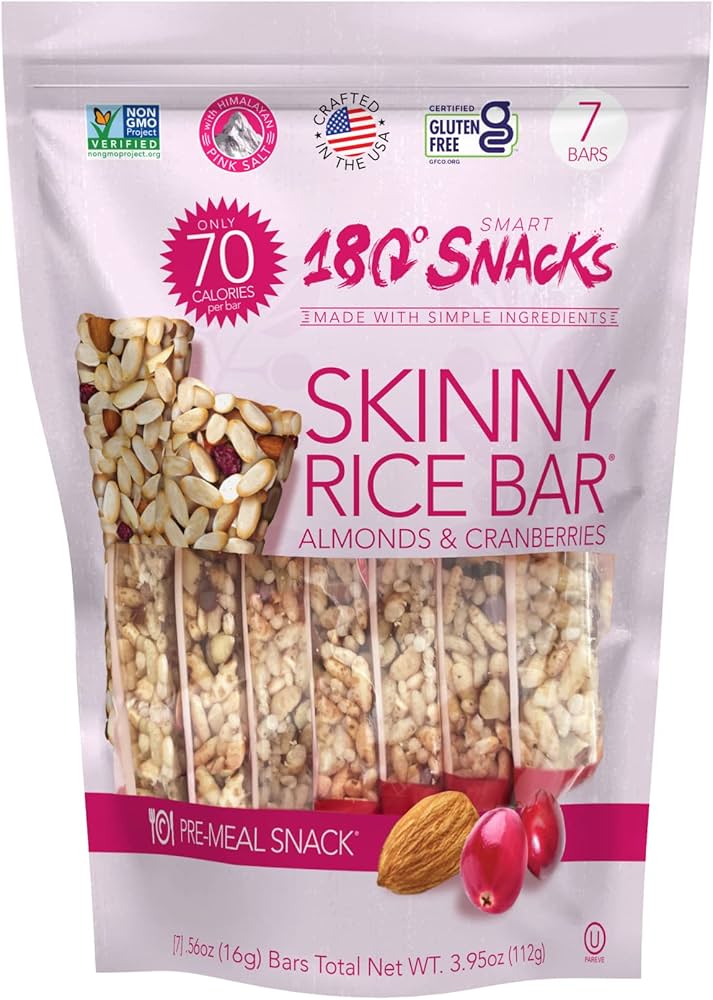 NON
GMO
Project
VERIFIED
nongmoproject.org
with HIMALAYAN
PINK SALT
CRAFTED
IN THE USA
CERTIFIED
GLUTEN
FREE
GFCO.ORG
7
BARS
ONLY
70
CALORIES
per bar
SMART
180° SNACKS
MADE WITH SIMPLE INGREDIENTS
SKINNY
RICE BAR®
ALMONDS & CRANBERRIES
PRE-MEAL SNACK®
[7] .56oz (16g) Bars Total Net WT. 3.95oz (112g)
U
PAREVE